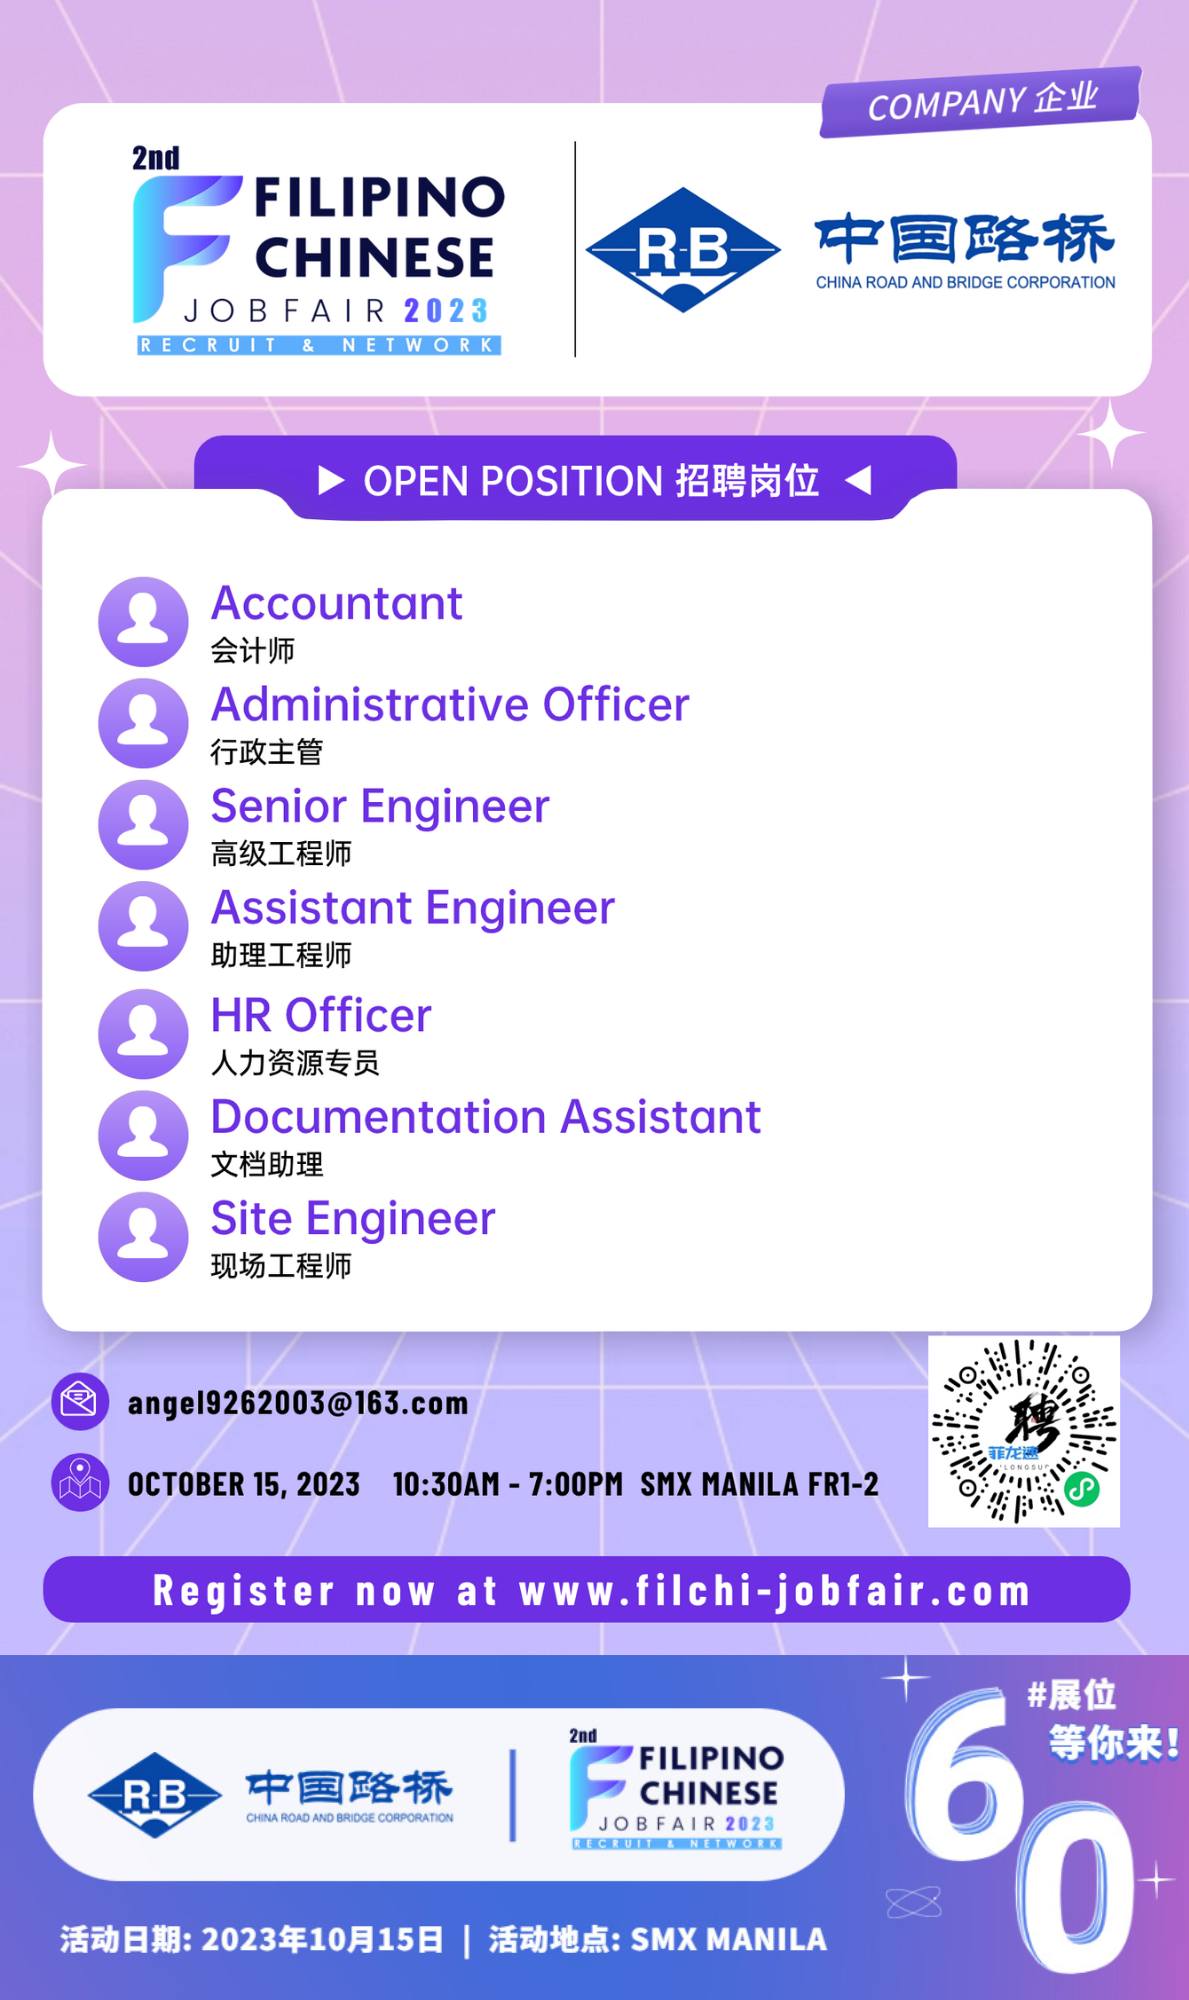 COMPANY 企业
2nd
FILIPINO
CHINESE
JOBFAIR 2023
RECRUIT & NETWORK
RB
中国路桥
CHINA ROAD AND BRIDGE CORPORATION
OPEN POSITION 招聘岗位
Accountant
会计师
Administrative Officer
行政主管
Senior Engineer
高级工程师
Assistant Engineer
助理工程师
HR Officer
人力资源专员
Documentation Assistant
文档助理
Site Engineer
现场工程师
angel9262003@163.com
聘
菲龙速
OCTOBER 15, 2023 10:30AM - 7:00PM SMX MANILA FR1-2
Register now at www.filchi-jobfair.com
#展位
等你来!
60
RB
中国路桥
CHINA ROAD AND BRIDGE CORPORATION
2nd
FILIPINO
CHINESE
JOBFAIR 2023
RECRUIT & NETWORK
活动日期: 2023年10月15日 | 活动地点: SMX MANILA